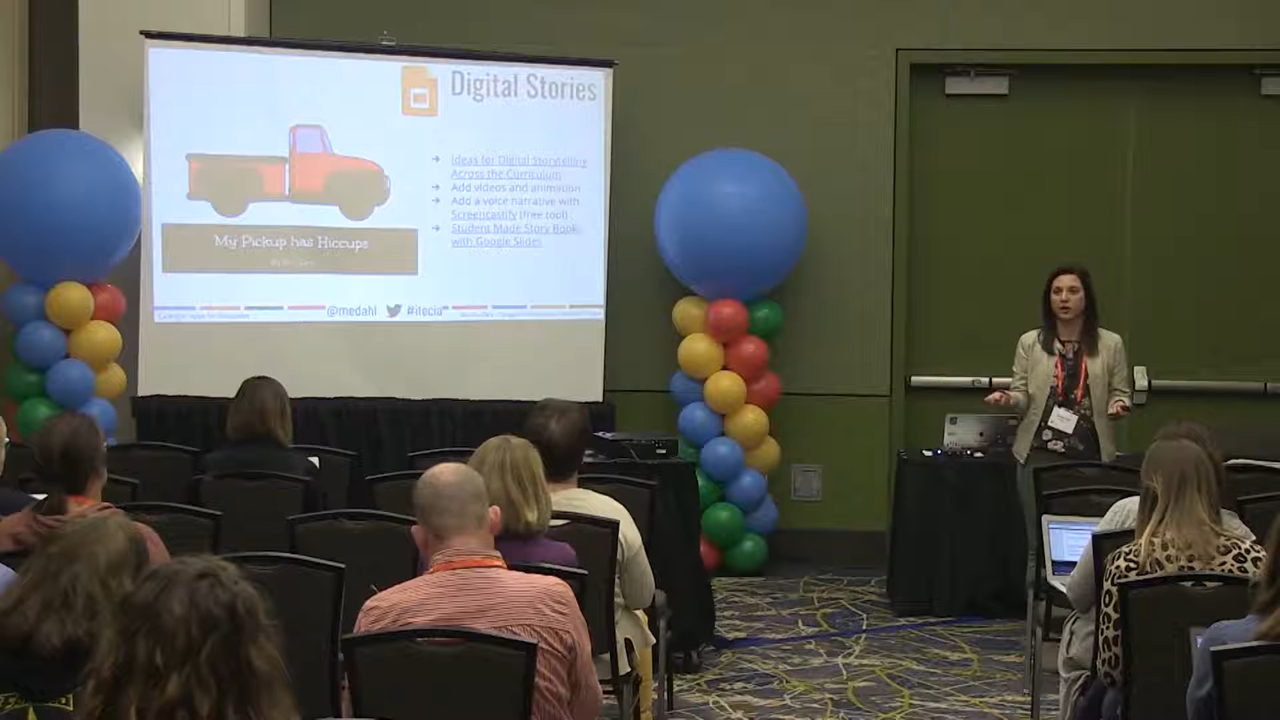 Digital Stories
➔ Ideas for Digital Storytelling
Across the Curriculum
➔ Add videos and animation
➔ Add a voice narrative with
Screencastify (free tool)
➔ Student Made Story Book
with Google Slides
My Pickup has Hiccups
@medahl #itecia